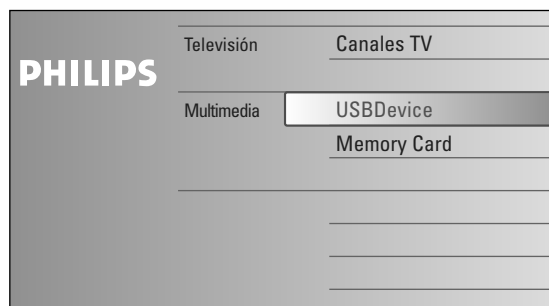 PHILIPS
Televisión Canales TV
Multimedia USBDevice
Memory Card